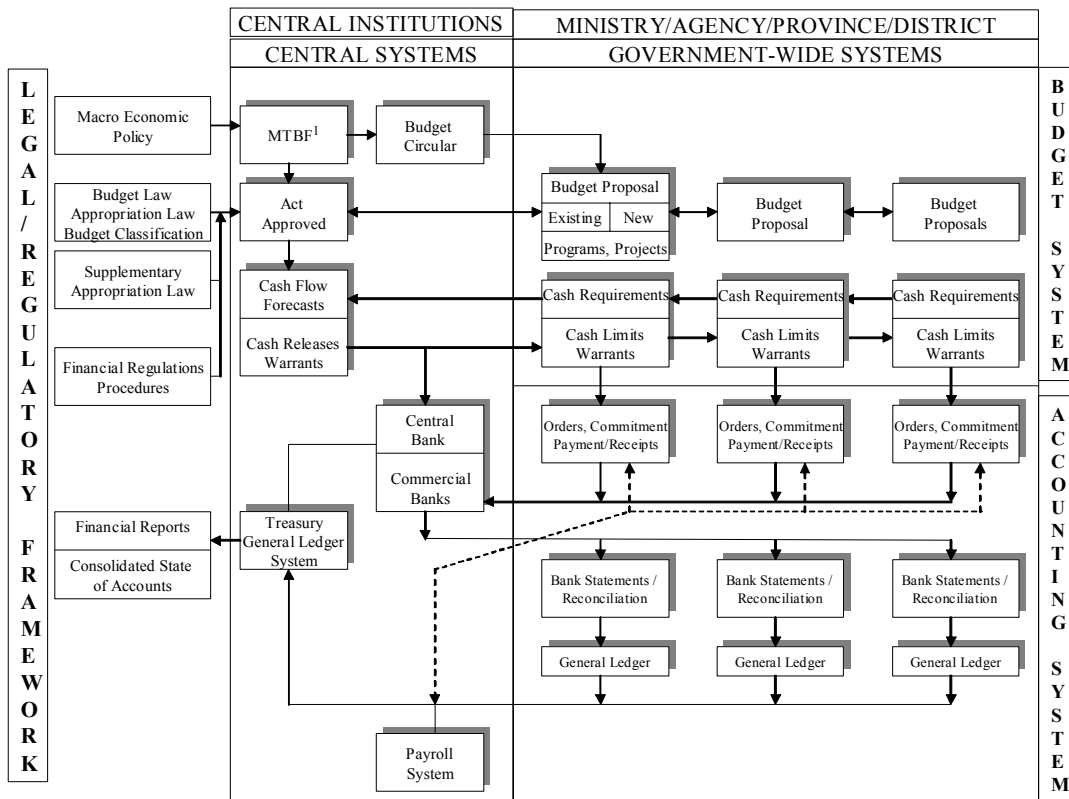 CENTRAL INSTITUTIONS
MINISTRY/AGENCY/PROVINCE/DISTRICT
CENTRAL SYSTEMS
GOVERNMENT-WIDE SYSTEMS
LEGAL/REGULATORY FRAMEWORK
BUDGET SYSTEM
ACCOUNTING SYSTEM
Macro Economic
Policy
MTBF1
Budget
Circular
Budget Law
Appropriation Law
Budget Classification
Act
Approved
Budget Proposal
Existing
New
Programs, Projects
Budget
Proposal
Budget
Proposals
Supplementary
Appropriation Law
Cash Flow
Forecasts
Cash Releases
Warrants
Cash Requirements
Cash Limits
Warrants
Cash Requirements
Cash Limits
Warrants
Cash Requirements
Cash Limits
Warrants
Financial Regulations
Procedures
Central
Bank
Commercial
Banks
Orders, Commitment
Payment/Receipts
Orders, Commitment
Payment/Receipts
Orders, Commitment
Payment/Receipts
Financial Reports
Consolidated State
of Accounts
Treasury
General Ledger
System
Bank Statements /
Reconciliation
Bank Statements /
Reconciliation
Bank Statements /
Reconciliation
General Ledger
General Ledger
General Ledger
Payroll
System